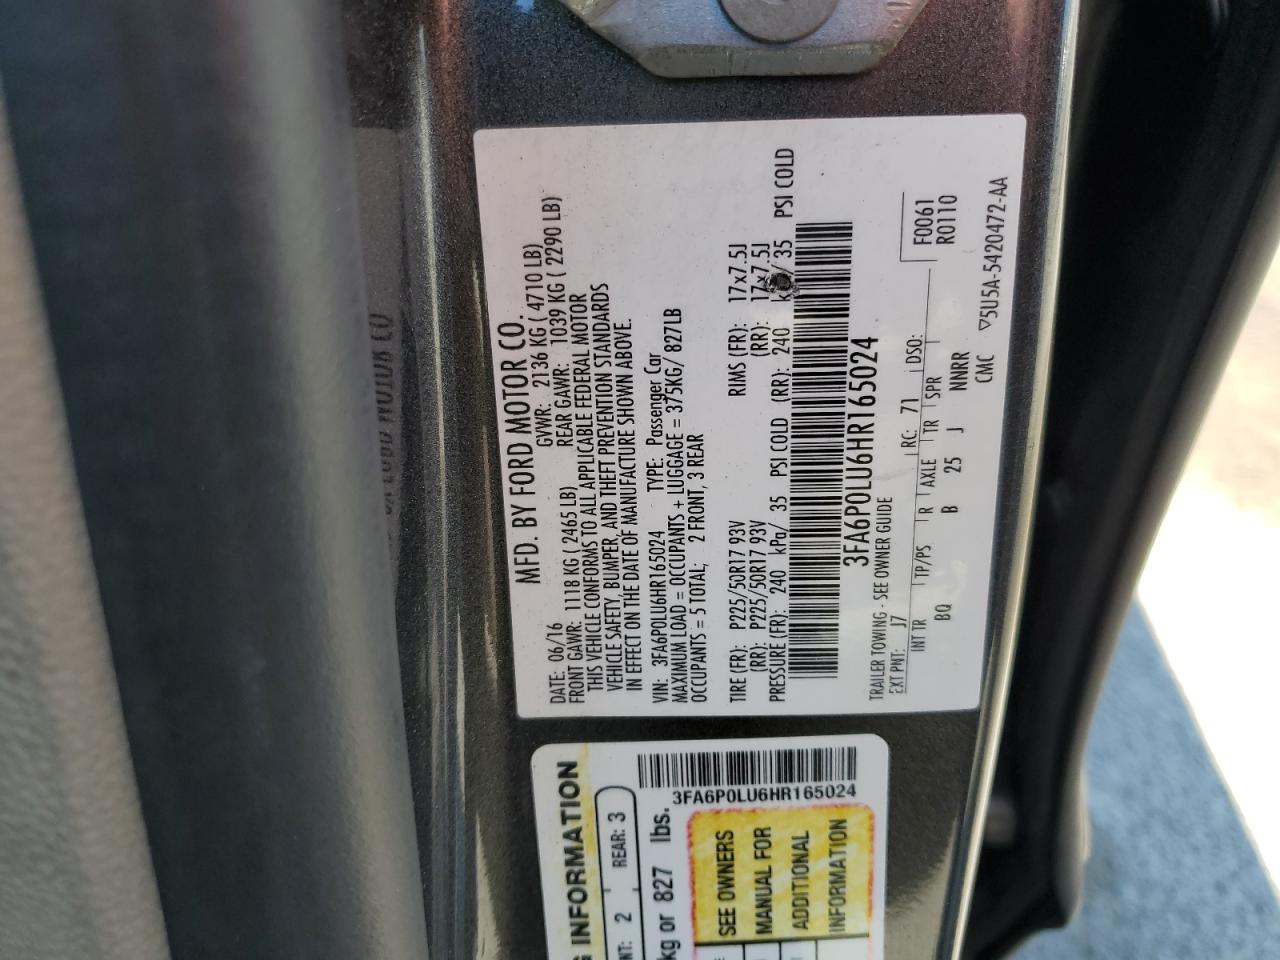 MFD. BY FORD MOTOR CO.
DATE: 06/16 GVWR: 2136 KG ( 4710 LB)
FRONT GAWR: 1118 KG ( 2465 LB) REAR GAWR: 1039 KG ( 2290 LB)
THIS VEHICLE CONFORMS TO ALL APPLICABLE FEDERAL MOTOR
VEHICLE SAFETY, BUMPER, AND THEFT PREVENTION STANDARDS
IN EFFECT ON THE DATE OF MANUFACTURE SHOWN ABOVE.
VIN: 3FA6P0LU6HR165024 TYPE: Passenger Car
MAXIMUM LOAD = OCCUPANTS + LUGGAGE = 375KG/ 827LB
OCCUPANTS = 5 TOTAL; 2 FRONT, 3 REAR
TIRE (FR): P225/50R17 93V RIMS (FR): 17x7.5J
(RR): P225/50R17 93V (RR): 17x7.5J
PRESSURE (FR): 240 kPa/ 35 PSI COLD (RR): 240 / 35 PSI COLD
3FA6P0LU6HR165024
TRAILER TOWING - SEE OWNER GUIDE
F0061
R0110
EXT PNT: J7 RC: 71 DSO:
INT TR TP/PS R AXLE TR SPR
BQ B 25 J NNRR
CMC
▽5U5A-5420472-AA
3FA6P0LU6HR165024
INFORMATION
2 REAR: 3
kg or 827 lbs.
SEE OWNERS
MANUAL FOR
ADDITIONAL
INFORMATION